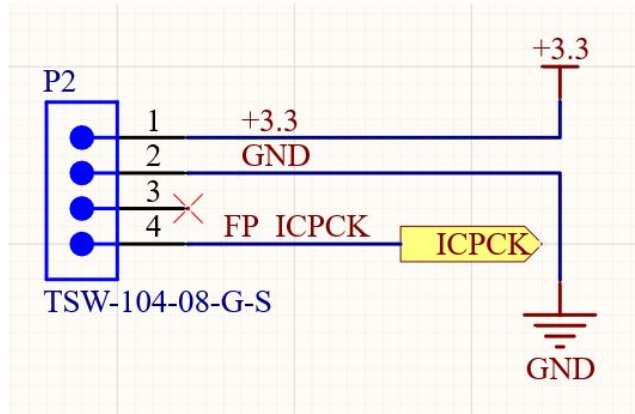 +3.3
P2
1
+3.3
2
GND
3
4
FP ICPCK
ICPCK
TSW-104-08-G-S
GND